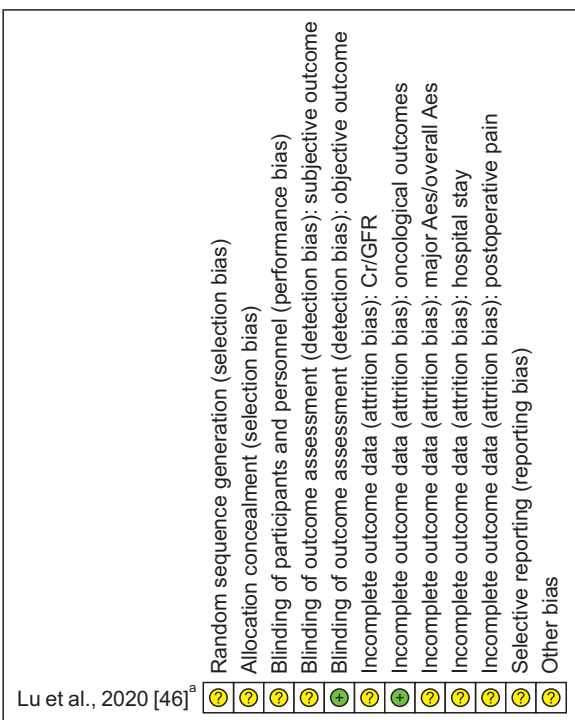 Random sequence generation (selection bias)
Allocation concealment (selection bias)
Blinding of participants and personnel (performance bias)
Blinding of outcome assessment (detection bias): subjective outcome
Blinding of outcome assessment (detection bias): objective outcome
Incomplete outcome data (attrition bias): Cr/GFR
Incomplete outcome data (attrition bias): oncological outcomes
Incomplete outcome data (attrition bias): major Aes/overall Aes
Incomplete outcome data (attrition bias): hospital stay
Incomplete outcome data (attrition bias): postoperative pain
Selective reporting (reporting bias)
Other bias
Lu et al., 2020 [46]a ? ? ? ? + ? + ? ? ? ? ?